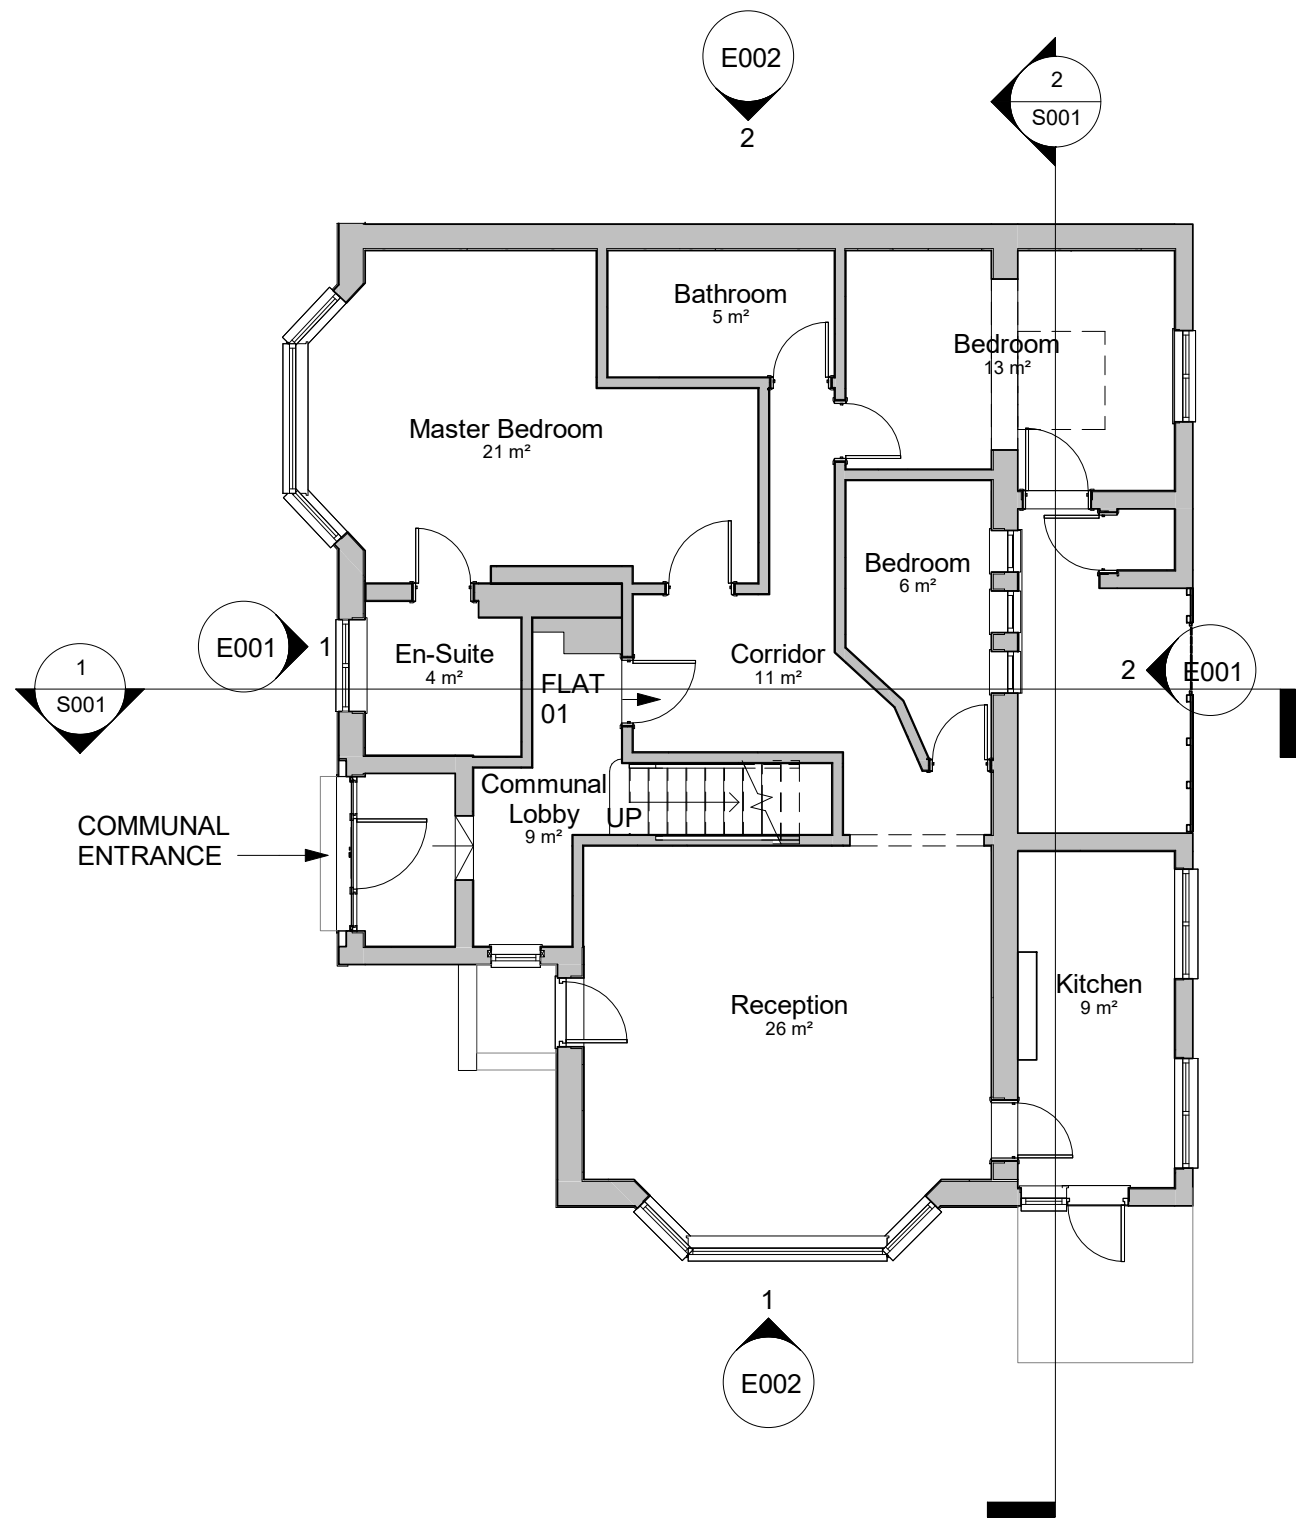 E002
2
2
S001
Bathroom
5 m²
Bedroom
13 m²
Master Bedroom
21 m²
Bedroom
6 m²
E001
1
En-Suite
4 m²
Corridor
11 m²
2
E001
1
S001
FLAT
01
Communal
Lobby
9 m²
UP
COMMUNAL
ENTRANCE
Reception
26 m²
Kitchen
9 m²
1
E002